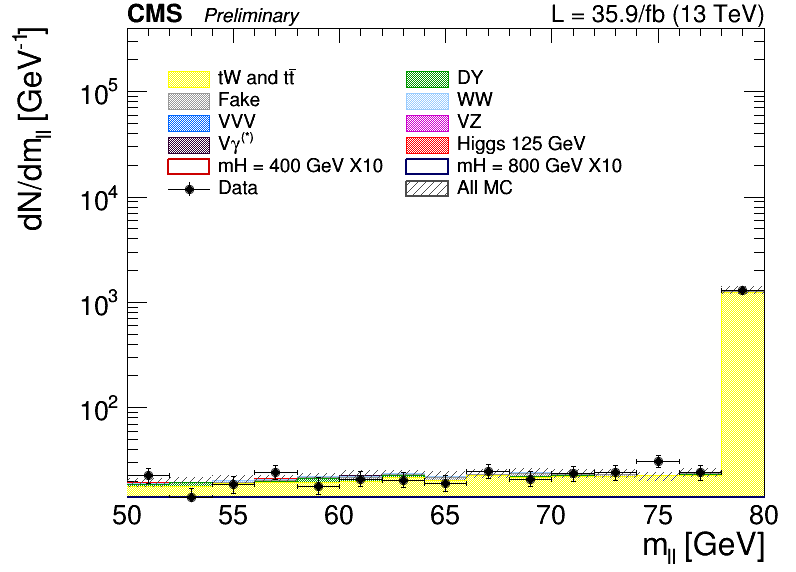 CMS Preliminary L = 35.9/fb (13 TeV)
dN/dm_ll [GeV⁻¹]
tW and tt̄ DY
Fake WW
VVV VZ
Vγ⁽*⁾ Higgs 125 GeV
mH = 400 GeV X10 mH = 800 GeV X10
Data All MC
10⁵
10⁴
10³
10²
50 55 60 65 70 75 80
m_ll [GeV]